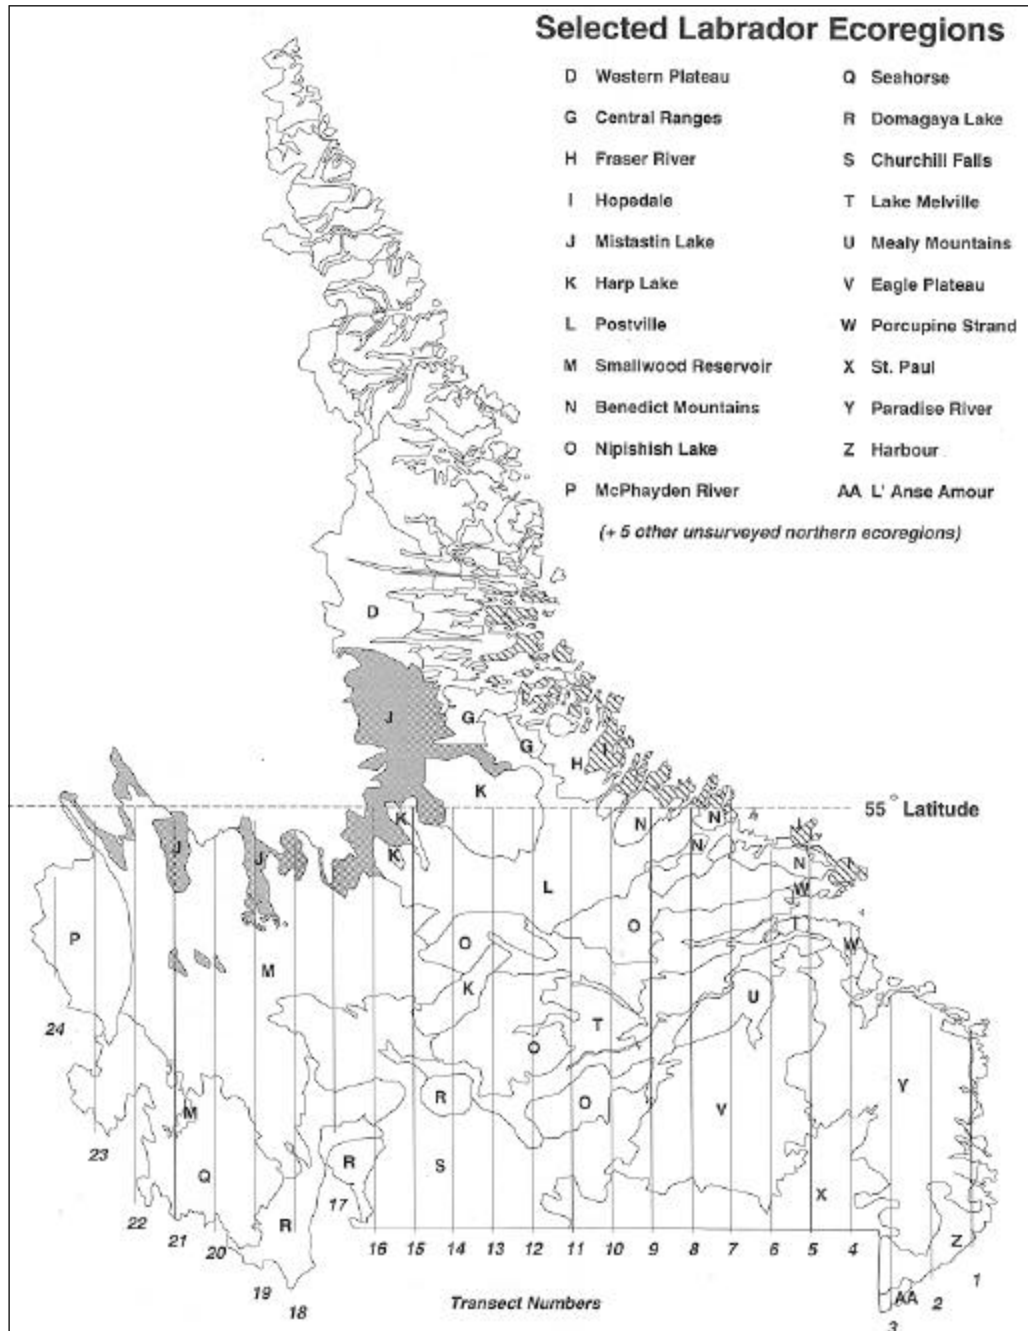 Selected Labrador Ecoregions
D Western Plateau
G Central Ranges
H Fraser River
I Hopedale
J Mistastin Lake
K Harp Lake
L Postville
M Smallwood Reservoir
N Benedict Mountains
O Nipishish Lake
P McPhayden River
Q Seahorse
R Domagaya Lake
S Churchill Falls
T Lake Melville
U Mealy Mountains
V Eagle Plateau
W Porcupine Strand
X St. Paul
Y Paradise River
Z Harbour
AA L' Anse Amour
(+ 5 other unsurveyed northern ecoregions)
D
J
G
G
H
I
K
55° Latitude
K
N
N
I
J
J
K
N
N
I
L
W
P
O
O
I
W
M
K
U
T
O
R
O
Y
M
V
Q
R
S
X
R
Z
AA
24
23
22
21
20
19
18
17
16
15
14
13
12
11
10
9
8
7
6
5
4
3
2
1
Transect Numbers